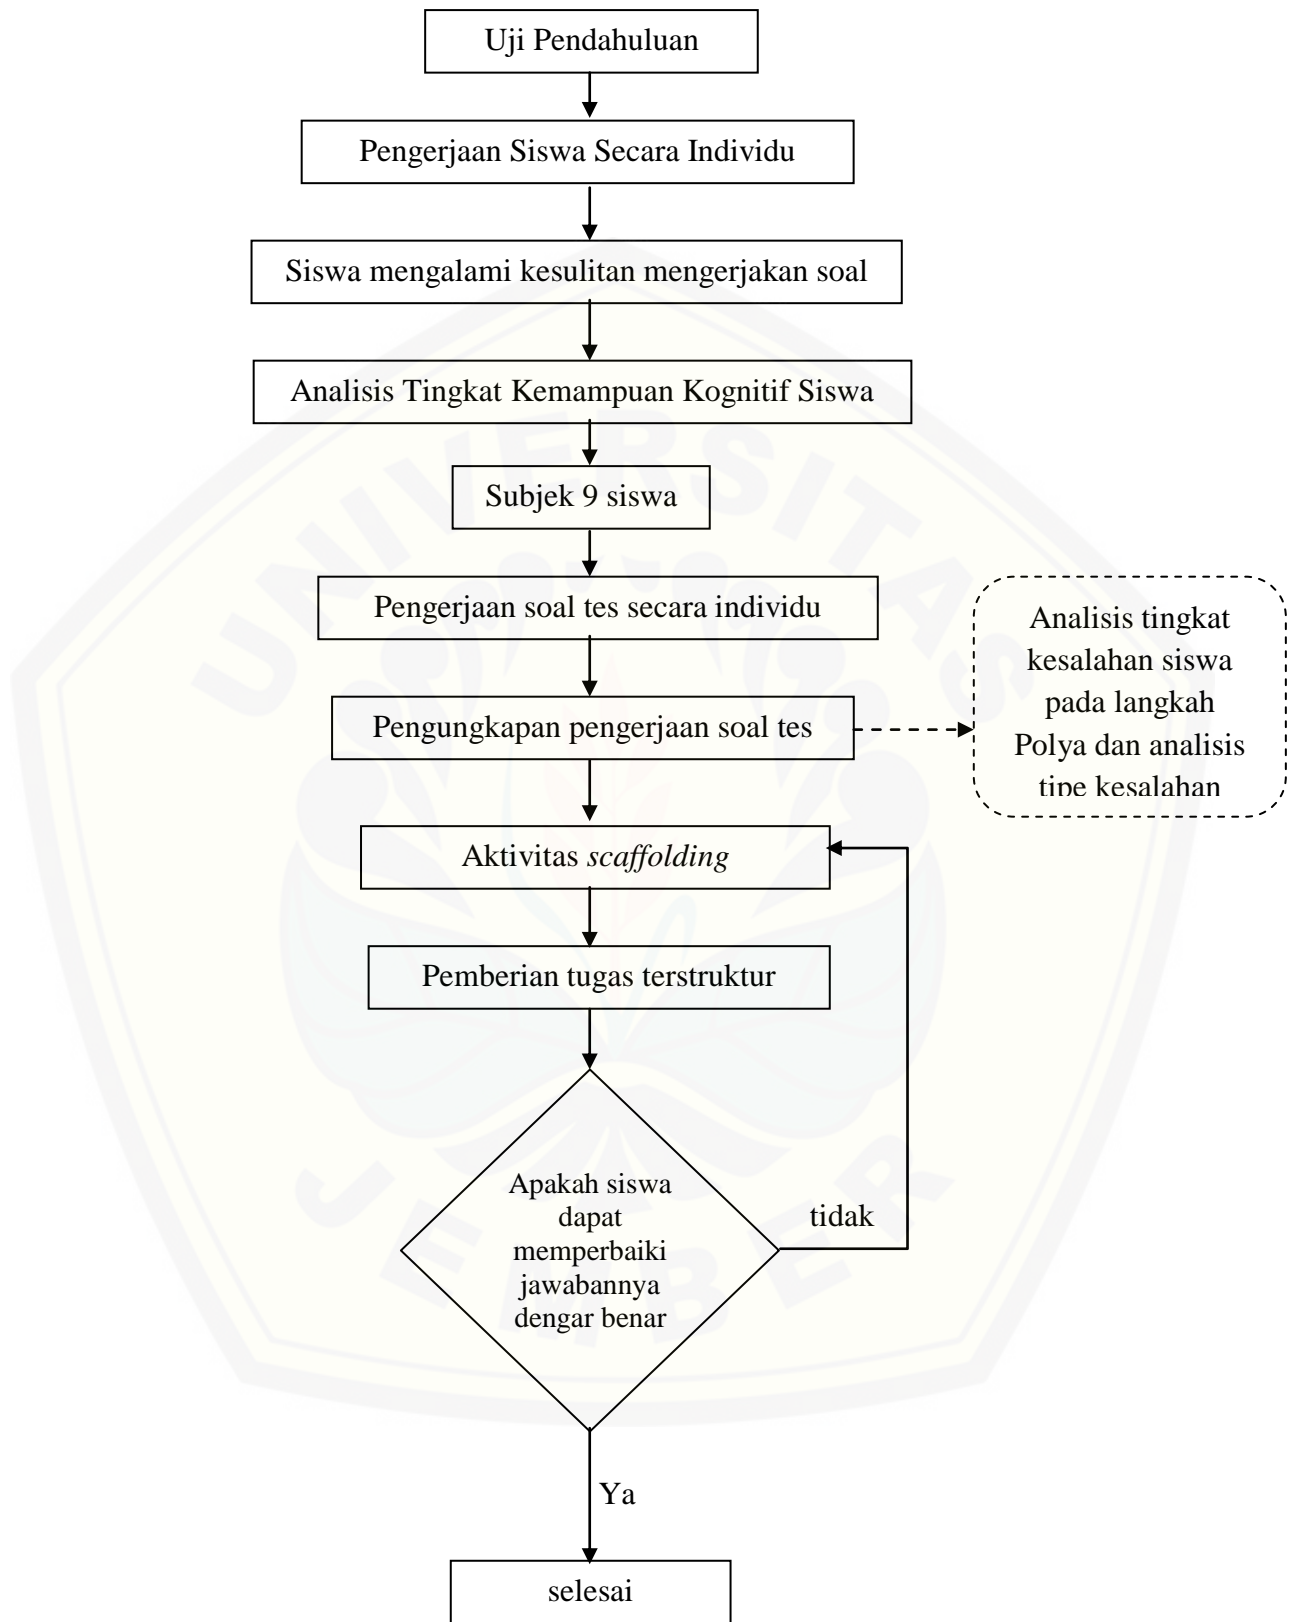 Uji Pendahuluan
Pengerjaan Siswa Secara Individu
Siswa mengalami kesulitan mengerjakan soal
Analisis Tingkat Kemampuan Kognitif Siswa
Subjek 9 siswa
Pengerjaan soal tes secara individu
Pengungkapan pengerjaan soal tes
Analisis tingkat
kesalahan siswa
pada langkah
Polya dan analisis
tipe kesalahan
Aktivitas scaffolding
Pemberian tugas terstruktur
Apakah siswa
dapat
memperbaiki
jawabannya
dengar benar
tidak
Ya
selesai
UNIVERSITAS
JEMBER